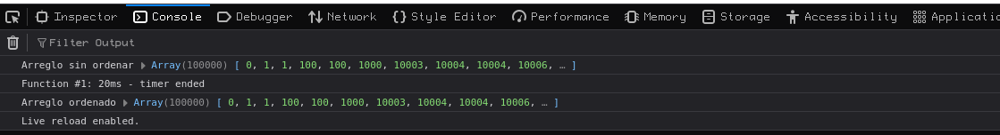 Inspector Console Debugger Network {} Style Editor Performance Memory Storage Accessibility Applicatio
Filter Output
Arreglo sin ordenar ▶ Array(100000) [ 0, 1, 1, 100, 100, 1000, 10003, 10004, 10004, 10006, … ]
Function #1: 20ms - timer ended
Arreglo ordenado ▶ Array(100000) [ 0, 1, 1, 100, 100, 1000, 10003, 10004, 10004, 10006, … ]
Live reload enabled.